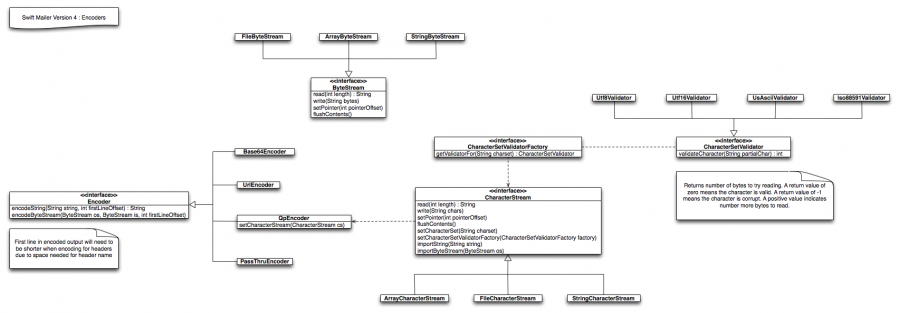 Swift Mailer Version 4 : Encoders
FileByteStream
ArrayByteStream
StringByteStream
<<interface>>
ByteStream
read(int length) : String
write(String bytes)
setPointer(int pointerOffset)
flushContents()
Utf8Validator
Utf16Validator
UsAsciiValidator
Iso88591Validator
<<interface>>
CharacterSetValidatorFactory
getValidatorFor(String charset) : CharacterSetValidator
<<interface>>
CharacterSetValidator
validateCharacter(String partialChar) : int
Returns number of bytes to try reading. A return value of
zero means the character is valid. A return value of -1
means the character is corrupt. A positive value indicates
number more bytes to read.
Base64Encoder
UrlEncoder
<<interface>>
Encoder
encodeString(String string, int firstLineOffset) : String
encodeByteStream(ByteStream os, ByteStream is, int firstLineOffset)
QpEncoder
setCharacterStream(CharacterStream cs)
PassThruEncoder
First line in encoded output will need to
be shorter when encoding for headers
due to space needed for header name
<<interface>>
CharacterStream
read(int length) : String
write(String chars)
setPointer(int pointerOffset)
flushContents()
setCharacterSet(String charset)
setCharacterSetValidatorFactory(CharacterSetValidatorFactory factory)
importString(String string)
importByteStream(ByteStream os)
ArrayCharacterStream
FileCharacterStream
StringCharacterStream